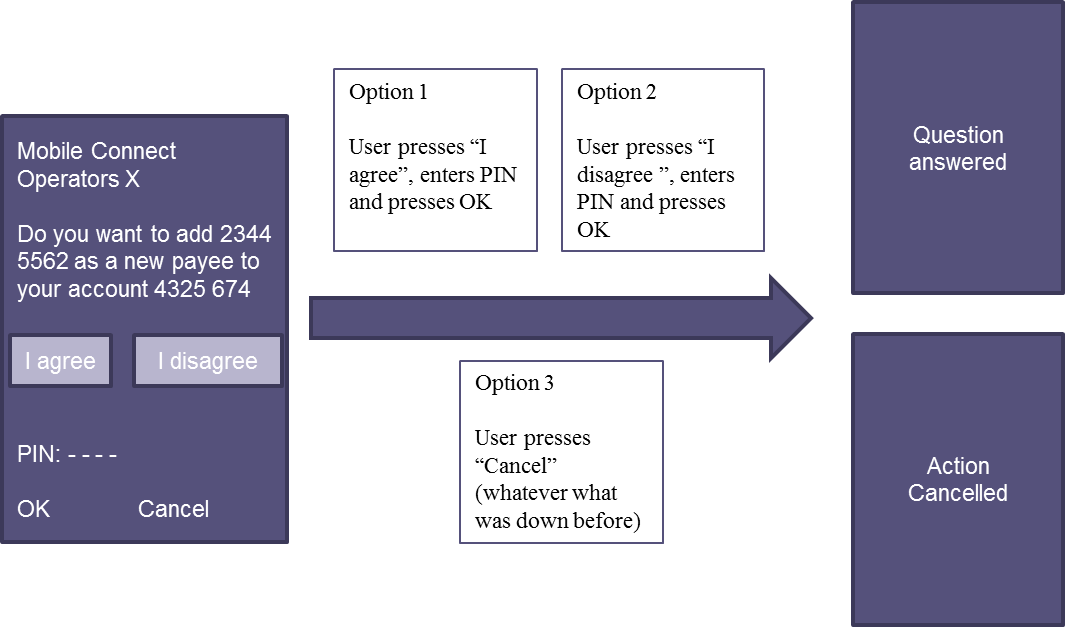 Mobile Connect
Operators X
Do you want to add 2344
5562 as a new payee to
your account 4325 674
I agree
I disagree
PIN: - - - -
OK
Cancel
Option 1
User presses “I
agree”, enters PIN
and presses OK
Option 2
User presses “I
disagree ”, enters
PIN and presses
OK
Option 3
User presses
“Cancel”
(whatever what
was down before)
Question
answered
Action
Cancelled